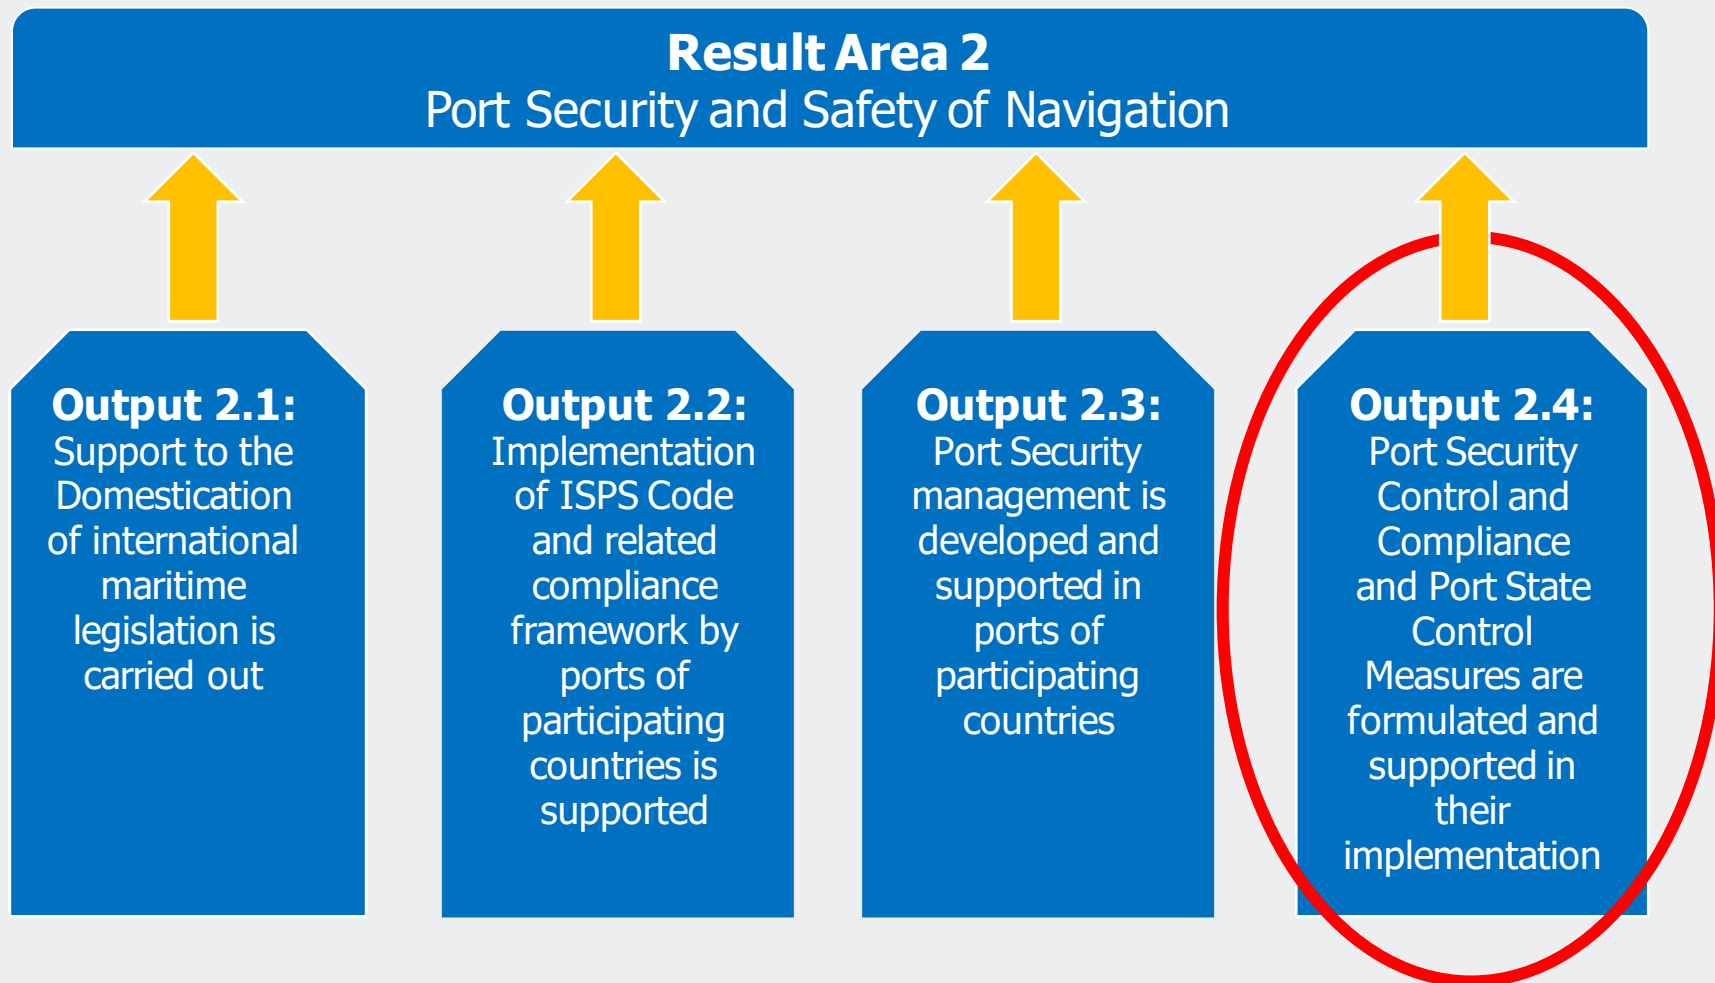 Result Area 2
Port Security and Safety of Navigation
Output 2.1:
Support to the
Domestication
of international
maritime
legislation is
carried out
Output 2.2:
Implementation
of ISPS Code
and related
compliance
framework by
ports of
participating
countries is
supported
Output 2.3:
Port Security
management is
developed and
supported in
ports of
participating
countries
Output 2.4:
Port Security
Control and
Compliance
and Port State
Control
Measures are
formulated and
supported in
their
implementation